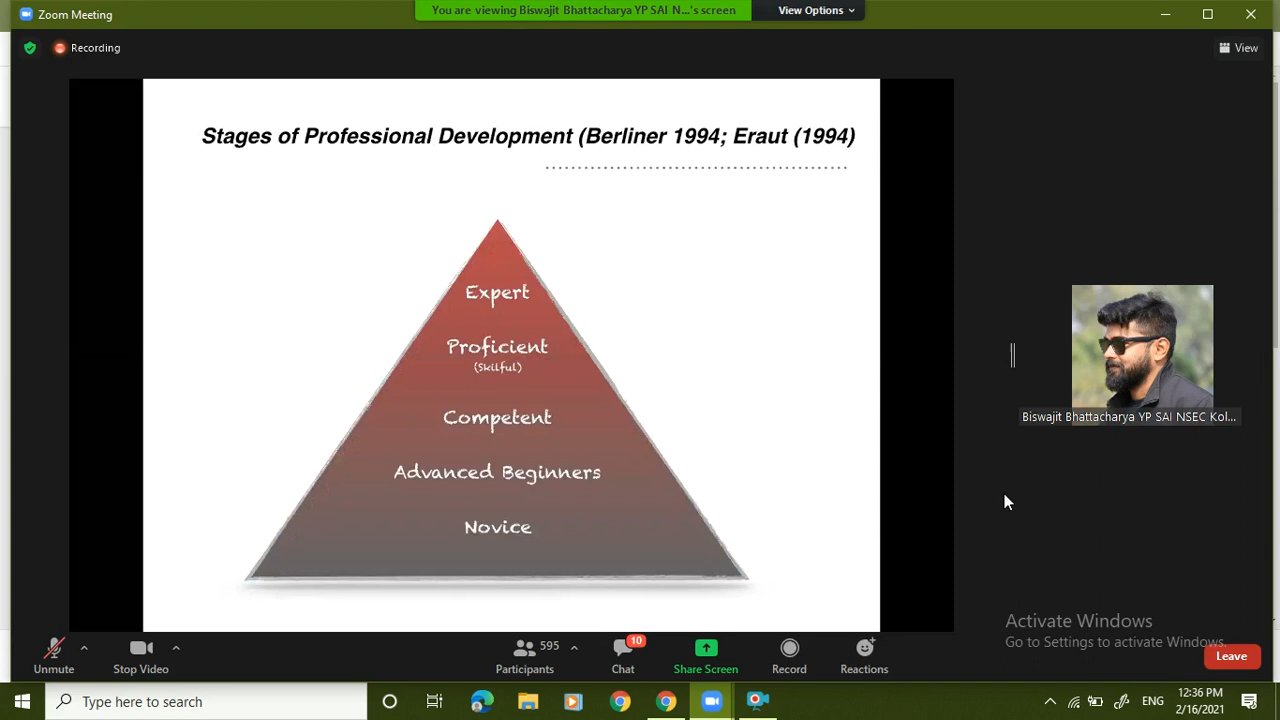 Zoom Meeting
You are viewing Biswajit Bhattacharya YP SAI N...'s screen
View Options
Recording
View
Stages of Professional Development (Berliner 1994; Eraut (1994)
Expert
Proficient
(Skilful)
Competent
Advanced Beginners
Novice
Biswajit Bhattacharya YP SAI NSEC Kol...
Activate Windows
Go to Settings to activate Windows.
Unmute
Stop Video
595
Participants
10
Chat
Share Screen
Record
Reactions
Leave
Type here to search
ENG
12:36 PM
2/16/2021